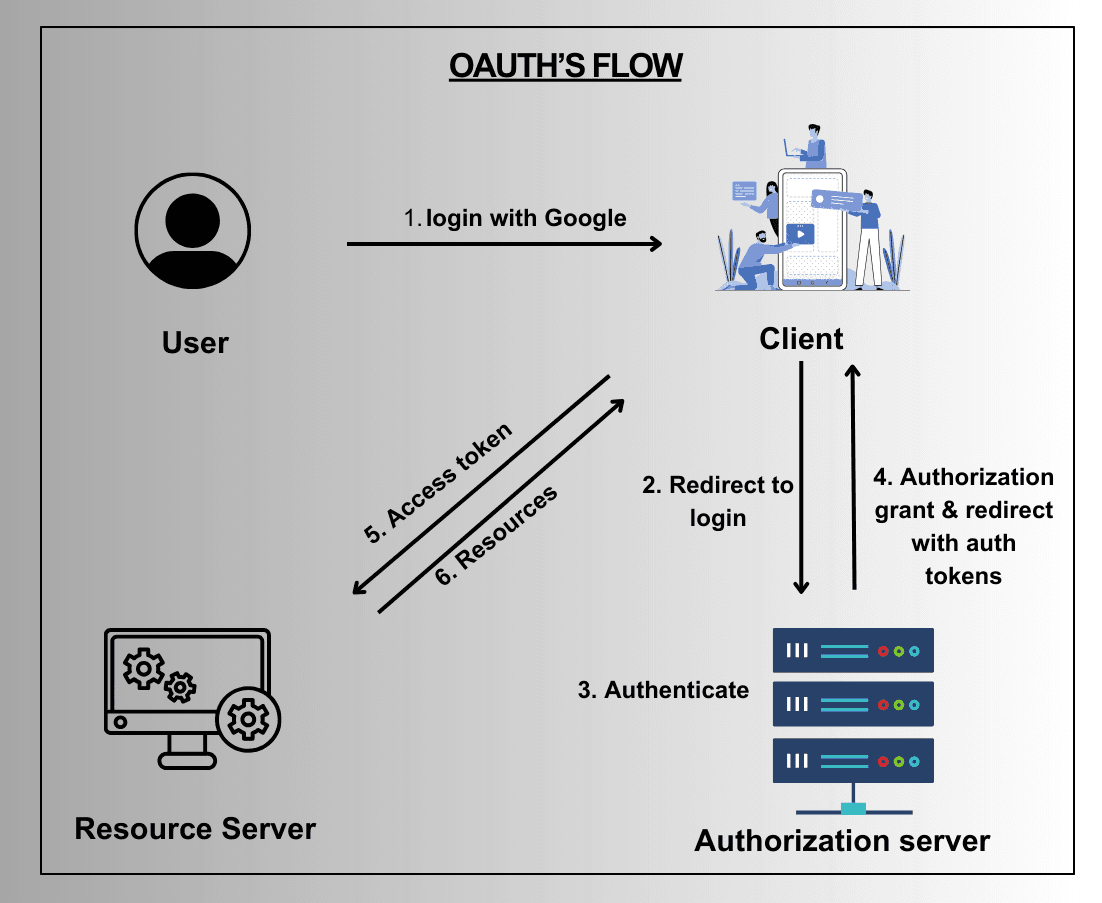 OAUTH'S FLOW
1. login with Google
User
Client
5. Access token
6. Resources
2. Redirect to
login
4. Authorization
grant & redirect
with auth
tokens
3. Authenticate
Resource Server
Authorization server